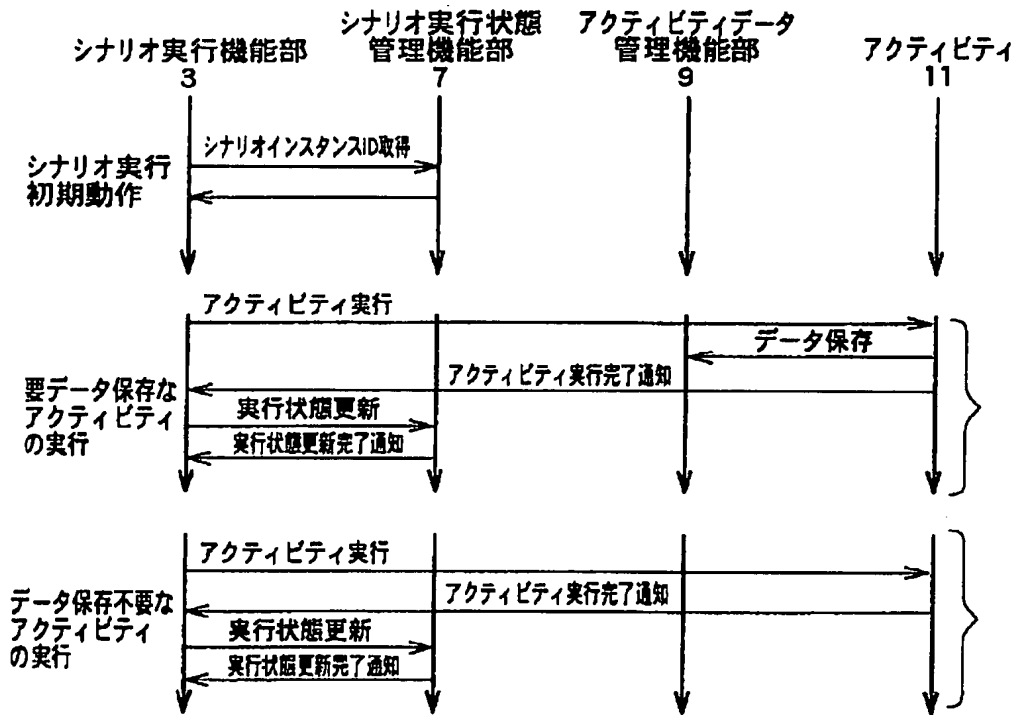 シナリオ実行機能部
3
シナリオ実行状態
管理機能部
7
アクティビティデータ
管理機能部
9
アクティビティ
11
シナリオ実行
初期動作
シナリオインスタンスID取得
要データ保存な
アクティビティ
の実行
アクティビティ実行
データ保存
アクティビティ実行完了通知
実行状態更新
実行状態更新完了通知
データ保存不要な
アクティビティ
の実行
アクティビティ実行
アクティビティ実行完了通知
実行状態更新
実行状態更新完了通知